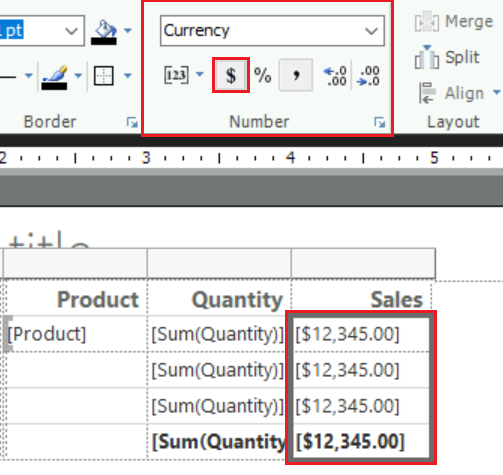 1 pt
Currency
Merge
[123] $ % , .0 .00 .00 .0
Split
Align
Border
Number
Layout
2 3 4 5
title
Product Quantity Sales
[Product] [Sum(Quantity)] [$12,345.00]
[Sum(Quantity)] [$12,345.00]
[Sum(Quantity)] [$12,345.00]
[Sum(Quantity [$12,345.00]